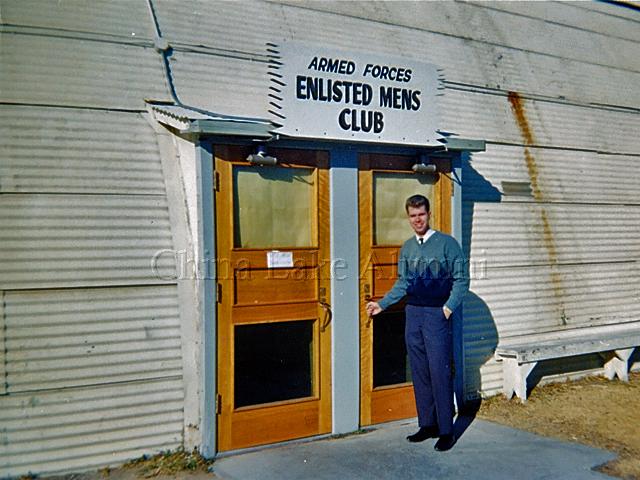 ARMED FORCES
ENLISTED MENS
CLUB
China Lake Alumni